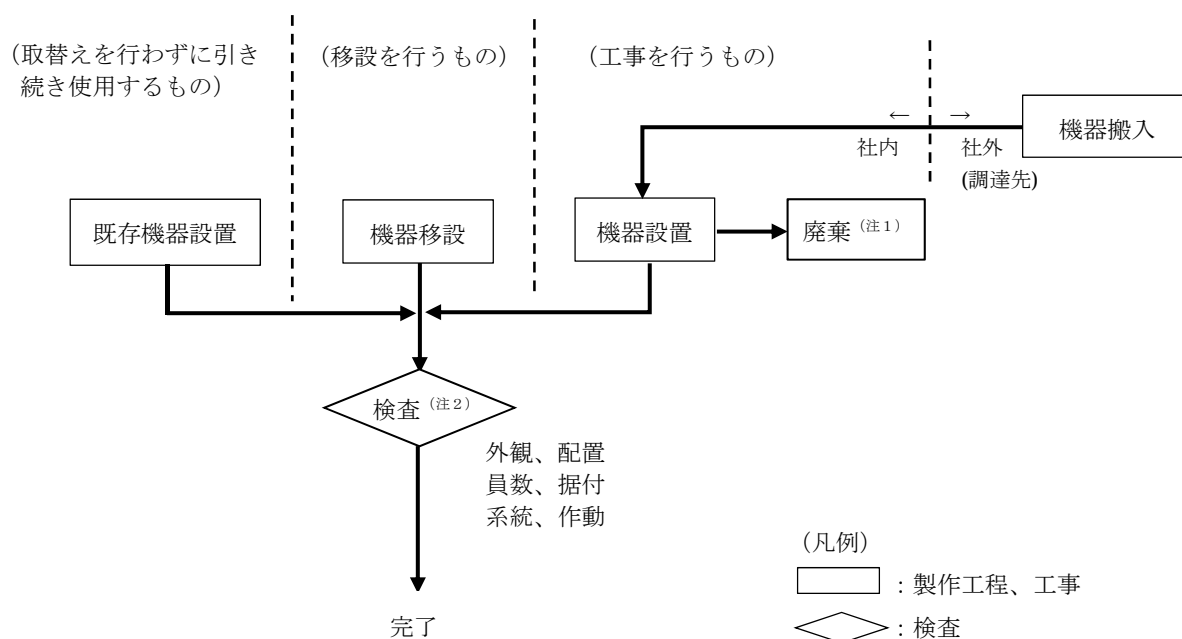 （取替えを行わずに引き
続き使用するもの）
（移設を行うもの）
（工事を行うもの）
← →
機器搬入
社内
社外
(調達先)
既存機器設置
機器移設
機器設置
廃棄（注１）
検査（注２）
外観、配置
員数、据付
系統、作動
完了
（凡例）
：製作工程、工事
：検査